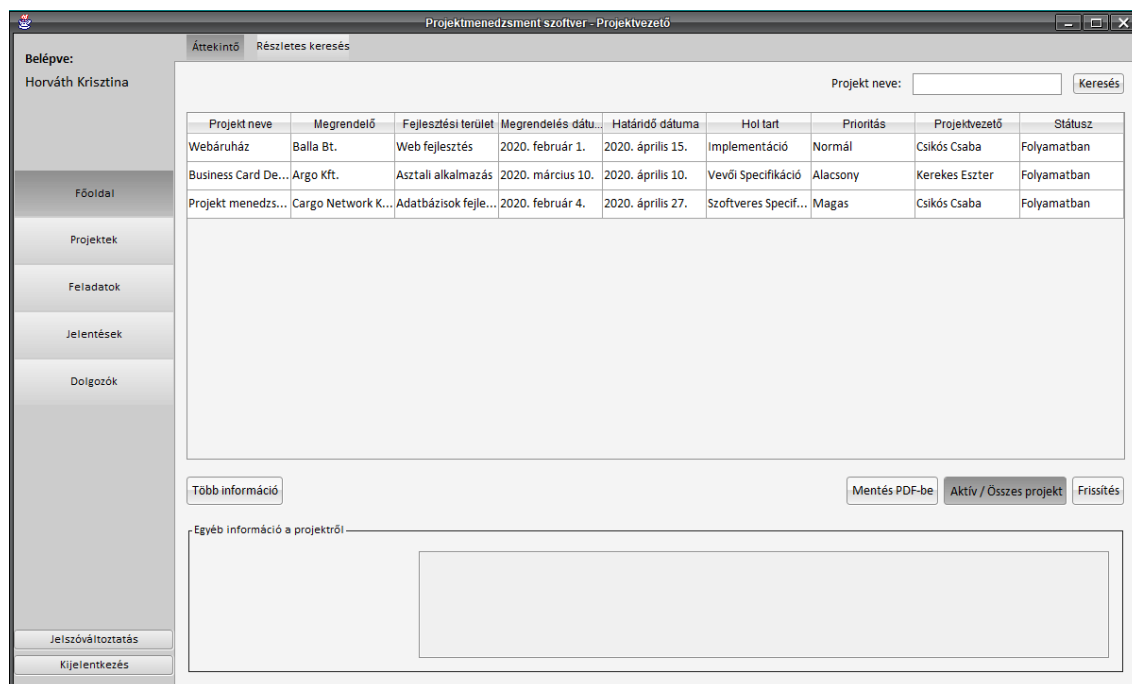 Projektmenedzsment szoftver - Projektvezető
Belépve:
Horváth Krisztina
Főoldal
Projektek
Feladatok
Jelentések
Dolgozók
Jelszóváltoztatás
Kijelentkezés
Áttekintő Részletes keresés
Projekt neve: Keresés
Projekt neve Megrendelő Fejlesztési terület Megrendelés dátu... Határidő dátuma Hol tart Prioritás Projektvezető Státusz
Webáruház Balla Bt. Web fejlesztés 2020. február 1. 2020. április 15. Implementáció Normál Csikós Csaba Folyamatban
Business Card De... Argo Kft. Asztali alkalmazás 2020. március 10. 2020. április 10. Vevői Specifikáció Alacsony Kerekes Eszter Folyamatban
Projekt menedzs... Cargo Network K... Adatbázisok fejle... 2020. február 4. 2020. április 27. Szoftveres Specif... Magas Csikós Csaba Folyamatban
Több információ Mentés PDF-be Aktív / Összes projekt Frissítés
Egyéb információ a projektről